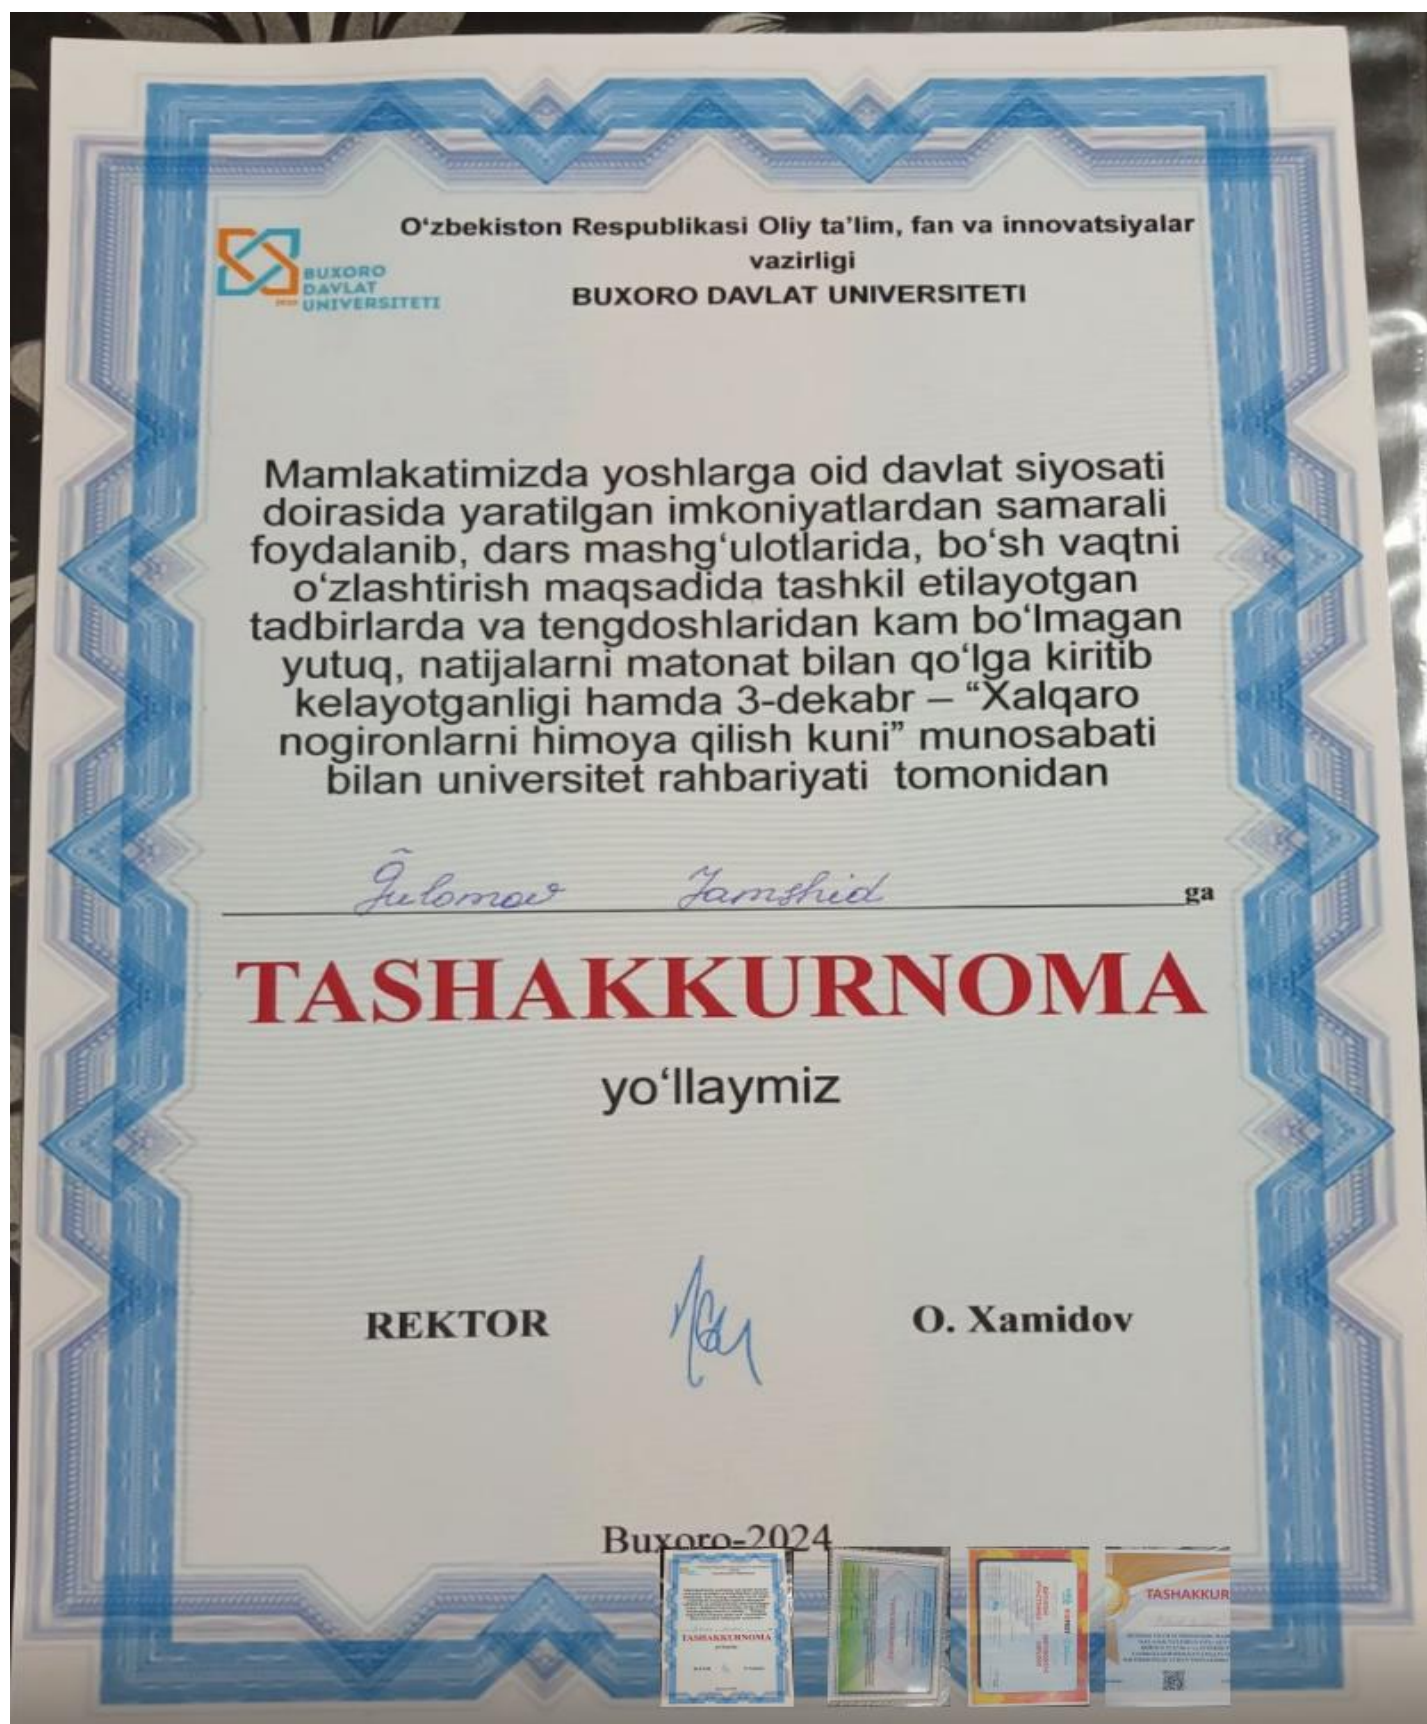 O‘zbekiston Respublikasi Oliy ta’lim, fan va innovatsiyalar
vazirligi
BUXORO DAVLAT UNIVERSITETI
BUXORO
DAVLAT
UNIVERSITETI
Mamlakatimizda yoshlarga oid davlat siyosati
doirasida yaratilgan imkoniyatlardan samarali
foydalanib, dars mashg‘ulotlarida, bo‘sh vaqtni
o‘zlashtirish maqsadida tashkil etilayotgan
tadbirlarda va tengdoshlaridan kam bo‘lmagan
yutuq, natijalarni matonat bilan qo‘lga kiritib
kelayotganligi hamda 3-dekabr – “Xalqaro
nogironlarni himoya qilish kuni” munosabati
bilan universitet rahbariyati tomonidan
G̃ulomov Jamshid ga
TASHAKKURNOMA
yo‘llaymiz
REKTOR O. Xamidov
Buxoro-2024
TASHAKKURNOMA
TASHAKKUR